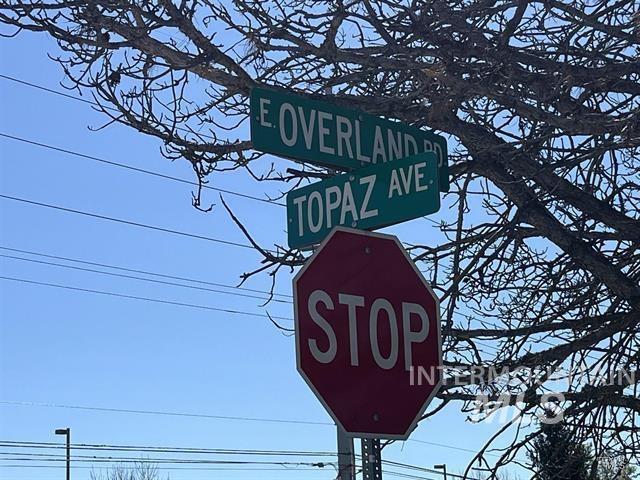 E. OVERLAND RD
TOPAZ AVE
STOP
INTERMOUNTAIN
MLS